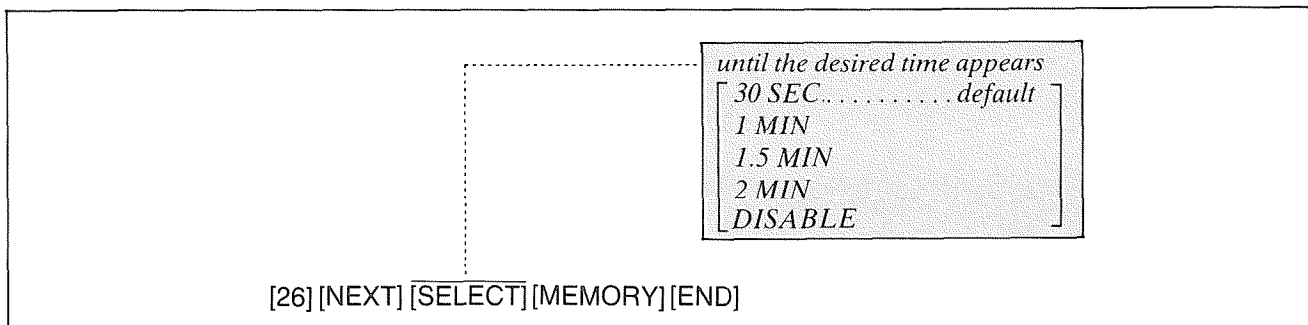 until the desired time appears
30 SEC...........default
1 MIN
1.5 MIN
2 MIN
DISABLE
[26] [NEXT] [SELECT] [MEMORY] [END]